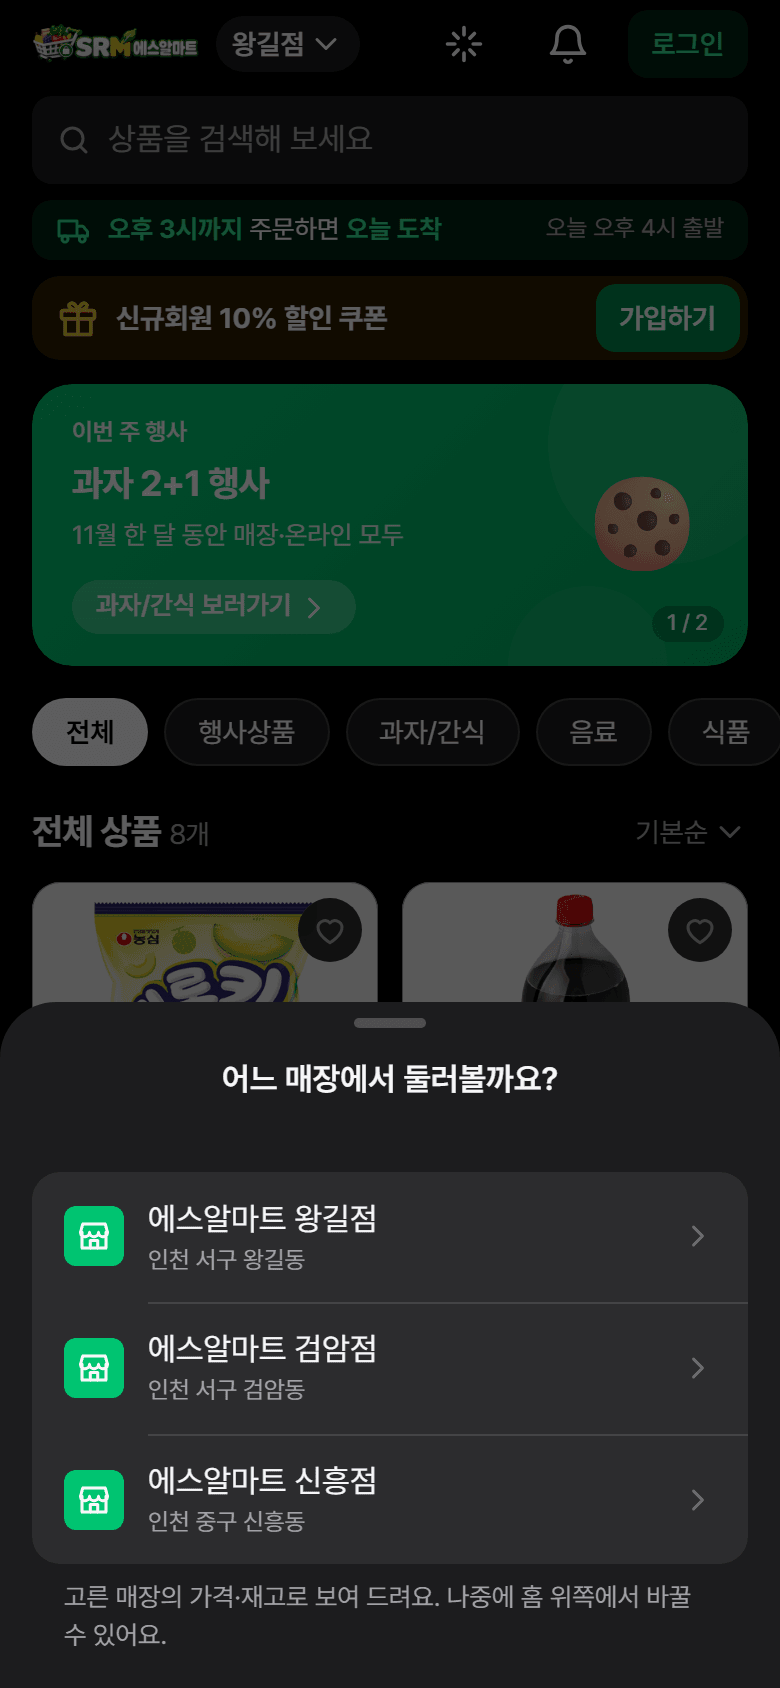 SRM 에스알마트
왕길점
로그인
상품을 검색해 보세요
오후 3시까지 주문하면 오늘 도착
오늘 오후 4시 출발
신규회원 10% 할인 쿠폰
가입하기
이번 주 행사
과자 2+1 행사
11월 한 달 동안 매장·온라인 모두
과자/간식 보러가기
1 / 2
전체
행사상품
과자/간식
음료
식품
전체 상품 8개
기본순
농심
어느 매장에서 둘러볼까요?
에스알마트 왕길점
인천 서구 왕길동
에스알마트 검암점
인천 서구 검암동
에스알마트 신흥점
인천 중구 신흥동
고른 매장의 가격·재고로 보여 드려요. 나중에 홈 위쪽에서 바꿀
수 있어요.